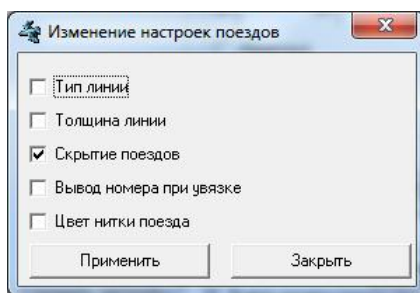 Изменение настроек поездов
Тип линии
Толщина линии
Скрытие поездов
Вывод номера при увязке
Цвет нитки поезда
Применить Закрыть